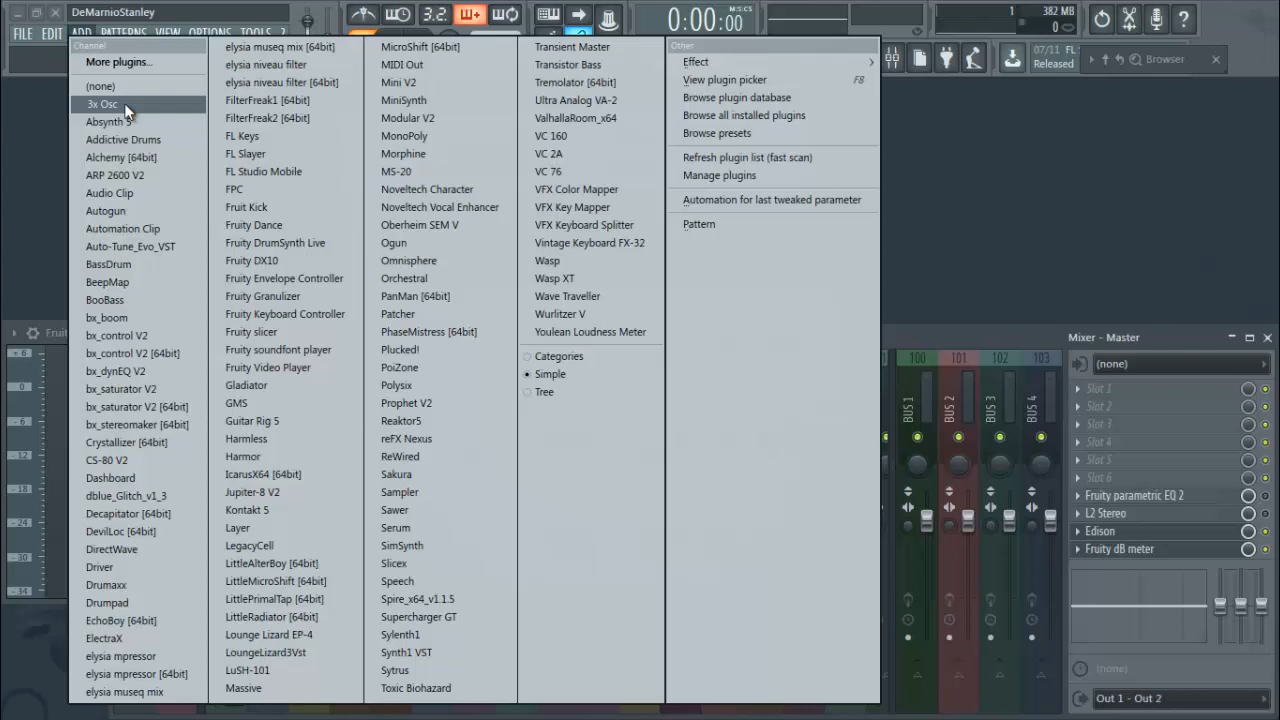 DeMarnioStanley
FILE EDIT ADD PATTERNS VIEW OPTIONS TOOLS ?
3.2
0:00:00
M:S:CS
1
382 MB
0
07/11 FL
Released
Browser
Channel
More plugins...
(none)
3x Osc
Absynth 5
Addictive Drums
Alchemy [64bit]
ARP 2600 V2
Audio Clip
Autogun
Automation Clip
Auto-Tune_Evo_VST
BassDrum
BeepMap
BooBass
bx_boom
bx_control V2
bx_control V2 [64bit]
bx_dynEQ V2
bx_saturator V2
bx_saturator V2 [64bit]
bx_stereomaker [64bit]
Crystallizer [64bit]
CS-80 V2
Dashboard
dblue_Glitch_v1_3
Decapitator [64bit]
DevilLoc [64bit]
DirectWave
Driver
Drumaxx
Drumpad
EchoBoy [64bit]
ElectraX
elysia mpressor
elysia mpressor [64bit]
elysia museq mix
elysia museq mix [64bit]
elysia niveau filter
elysia niveau filter [64bit]
FilterFreak1 [64bit]
FilterFreak2 [64bit]
FL Keys
FL Slayer
FL Studio Mobile
FPC
Fruit Kick
Fruity Dance
Fruity DrumSynth Live
Fruity DX10
Fruity Envelope Controller
Fruity Granulizer
Fruity Keyboard Controller
Fruity slicer
Fruity soundfont player
Fruity Video Player
Gladiator
GMS
Guitar Rig 5
Harmless
Harmor
IcarusX64 [64bit]
Jupiter-8 V2
Kontakt 5
Layer
LegacyCell
LittleAlterBoy [64bit]
LittleMicroShift [64bit]
LittlePrimalTap [64bit]
LittleRadiator [64bit]
Lounge Lizard EP-4
LoungeLizard3Vst
LuSH-101
Massive
MicroShift [64bit]
MIDI Out
Mini V2
MiniSynth
Modular V2
MonoPoly
Morphine
MS-20
Noveltech Character
Noveltech Vocal Enhancer
Oberheim SEM V
Ogun
Omnisphere
Orchestral
PanMan [64bit]
Patcher
PhaseMistress [64bit]
Plucked!
PoiZone
Polysix
Prophet V2
Reaktor5
reFX Nexus
ReWired
Sakura
Sampler
Sawer
Serum
SimSynth
Slicex
Speech
Spire_x64_v1.1.5
Supercharger GT
Sylenth1
Synth1 VST
Sytrus
Toxic Biohazard
Transient Master
Transistor Bass
Tremolator [64bit]
Ultra Analog VA-2
ValhallaRoom_x64
VC 160
VC 2A
VC 76
VFX Color Mapper
VFX Key Mapper
VFX Keyboard Splitter
Vintage Keyboard FX-32
Wasp
Wasp XT
Wave Traveller
Wurlitzer V
Youlean Loudness Meter
Categories
Simple
Tree
Other
Effect
View plugin picker F8
Browse plugin database
Browse all installed plugins
Browse presets
Refresh plugin list (fast scan)
Manage plugins
Automation for last tweaked parameter
Pattern
Fruit
+ 6
0
- 6
- 12
- 18
- 24
- 30
- 34
100 101 102 103
BUS 1
BUS 2
BUS 3
BUS 4
Mixer - Master
(none)
Slot 1
Slot 2
Slot 3
Slot 4
Slot 5
Slot 6
Fruity parametric EQ 2
L2 Stereo
Edison
Fruity dB meter
(none)
Out 1 - Out 2